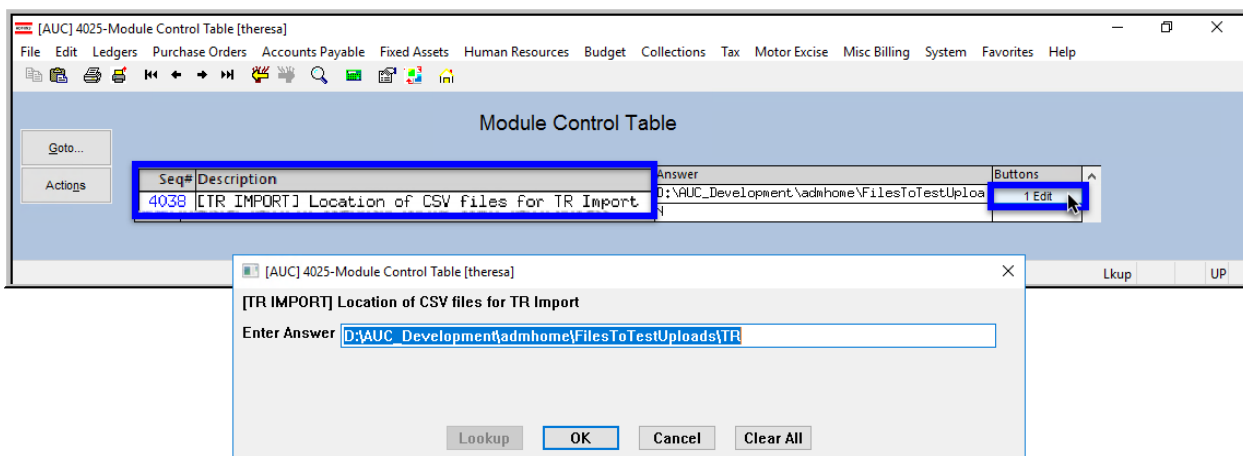 [AUC] 4025-Module Control Table [theresa]
File Edit Ledgers Purchase Orders Accounts Payable Fixed Assets Human Resources Budget Collections Tax Motor Excise Misc Billing System Favorites Help
Module Control Table
Goto...
Actions
Seq# Description Answer Buttons
4038 [TR IMPORT] Location of CSV files for TR Import D:\AUC_Development\admhome\FilesToTestUploa 1 Edit
N
Lkup UP
[AUC] 4025-Module Control Table [theresa]
[TR IMPORT] Location of CSV files for TR Import
Enter Answer D:\AUC_Development\admhome\FilesToTestUploads\TR
Lookup OK Cancel Clear All